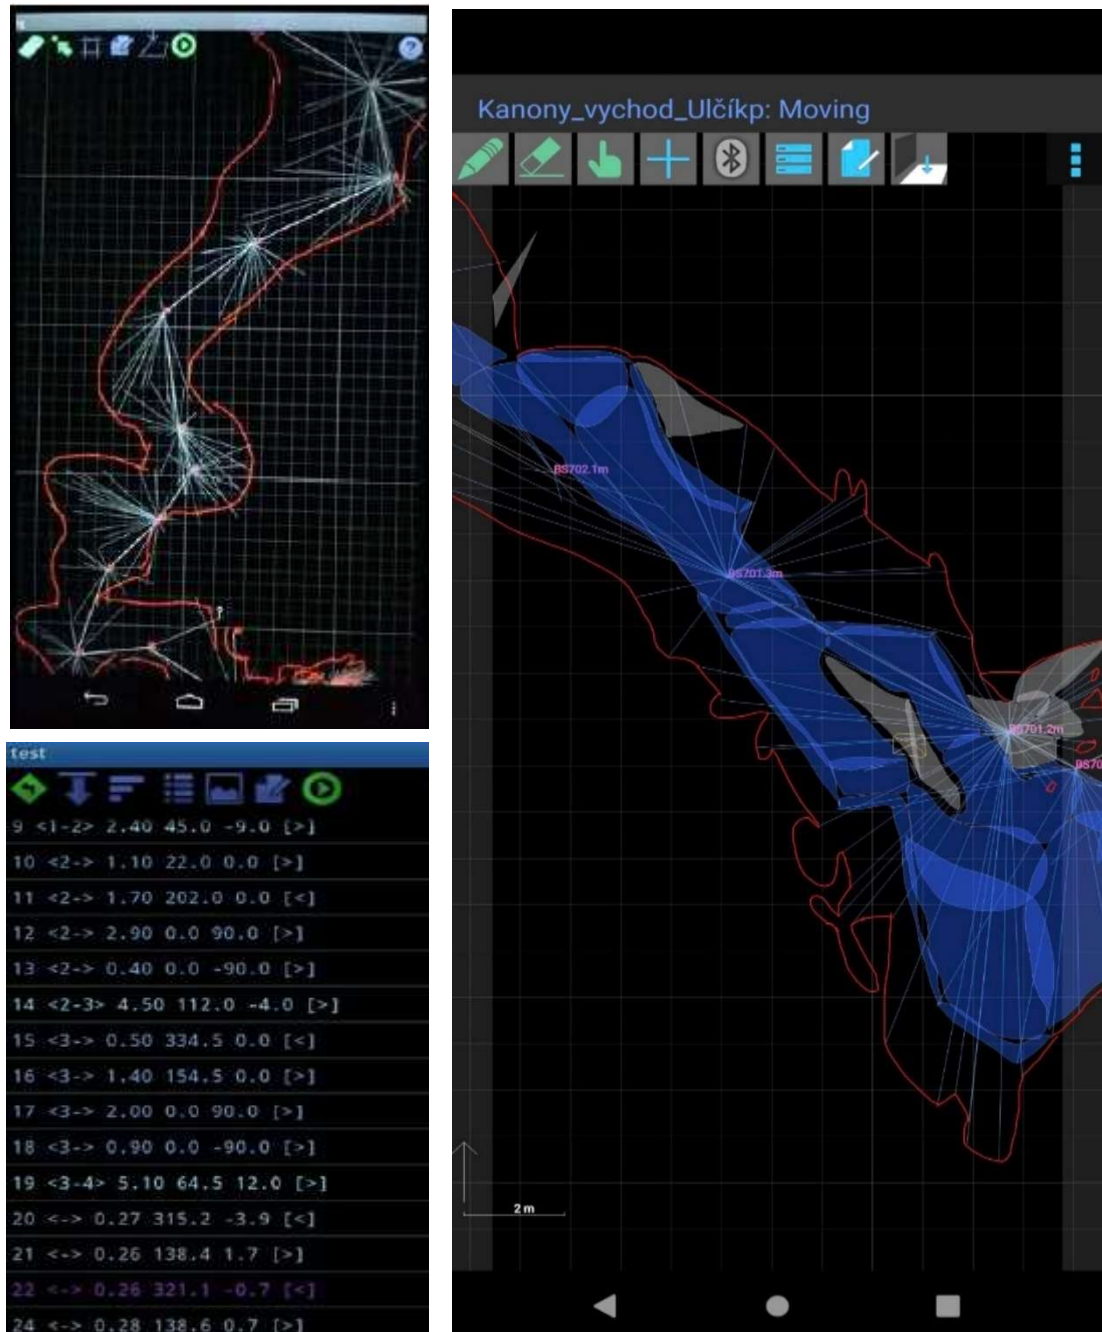 test
9 <1-2> 2.40 45.0 -9.0 [>]
10 <2-> 1.10 22.0 0.0 [>]
11 <2-> 1.70 202.0 0.0 [<]
12 <2-> 2.90 0.0 90.0 [>]
13 <2-> 0.40 0.0 -90.0 [>]
14 <2-3> 4.50 112.0 -4.0 [>]
15 <3-> 0.50 334.5 0.0 [<]
16 <3-> 1.40 154.5 0.0 [>]
17 <3-> 2.00 0.0 90.0 [>]
18 <3-> 0.90 0.0 -90.0 [>]
19 <3-4> 5.10 64.5 12.0 [>]
20 <-> 0.27 315.2 -3.9 [<]
21 <-> 0.26 138.4 1.7 [>]
22 <-> 0.26 321.1 -0.7 [<]
24 <-> 0.28 138.6 0.7 [>]
Kanony_vychod_Ulčíkp: Moving
BS702.1m
BS701.3m
BS701.2m
BS70
2 m